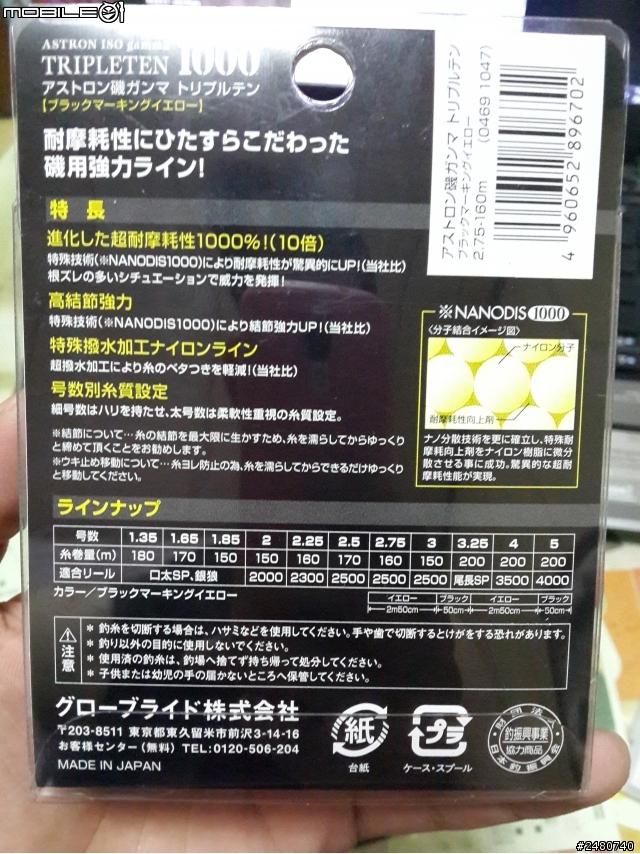 mobile01
ASTRON ISO gamma
TRIPLETEN 1000
アストロン磯ガンマ トリプルテン
【ブラックマーキングイエロー】
耐摩耗性にひたすらこだわった
磯用強力ライン!
アストロン磯ガンマ トリプルテン
ブラックマーキングイエロー
2.75-160m (0469 1047)
4 960652 896702
特長
進化した超耐摩耗性1000%!(10倍)
特殊技術(※NANODIS1000)により耐摩耗性が驚異的にUP!(当社比)
根ズレの多いシチュエーションで威力を発揮!
高結節強力
特殊技術(※NANODIS1000)により結節強力UP!(当社比)
特殊撥水加工ナイロンライン
超撥水加工により糸のベタつきを軽減!(当社比)
号数別糸質設定
細号数はハリを持たせ、太号数は柔軟性重視の糸質設定。
※結節について…糸の結節を最大限に生かすため、糸を濡らしてからゆっくり
と締めて頂くことをお勧めします。
※ウキ止め移動について…糸ヨレ防止の為、糸を濡らしてからできるだけゆっくり
と移動してください。
※NANODIS1000
〈分子結合イメージ図〉
ナイロン分子
耐摩耗性向上剤
ナノ分散技術を更に確立し、特殊耐
摩耗向上剤をナイロン樹脂に微分
散させる事に成功。驚異的な超耐
摩耗性能が実現。
ラインナップ
号数 1.35 1.65 1.85 2 2.25 2.5 2.75 3 3.25 4 5
糸巻量(m) 180 170 150 150 160 170 160 150 200 200 200
適合リール 口太SP、銀狼 2000 2300 2500 2500 2500 尾長SP 3500 4000
カラー/ブラックマーキングイエロー
イエロー ブラック イエロー ブラック
2m50cm 50cm 2m50cm 50cm
注意
* 釣糸を切断する場合は、ハサミなどを使用してください。手や歯で切断するとけがをする恐れがあります。
* 釣り以外の目的に使用しないでください。
* 使用済の釣糸は、釣場へ捨てず持ち帰って処分してください。
* 子供または幼児の手の届かないところへ保管してください。
グローブライド株式会社
〒203-8511 東京都東久留米市前沢3-14-16
お客様センター(無料) TEL:0120-506-204
MADE IN JAPAN
紙
台紙
プラ
ケース・スプール
財団法人
釣振興事業
協力商品
日本釣振興会
#2480740